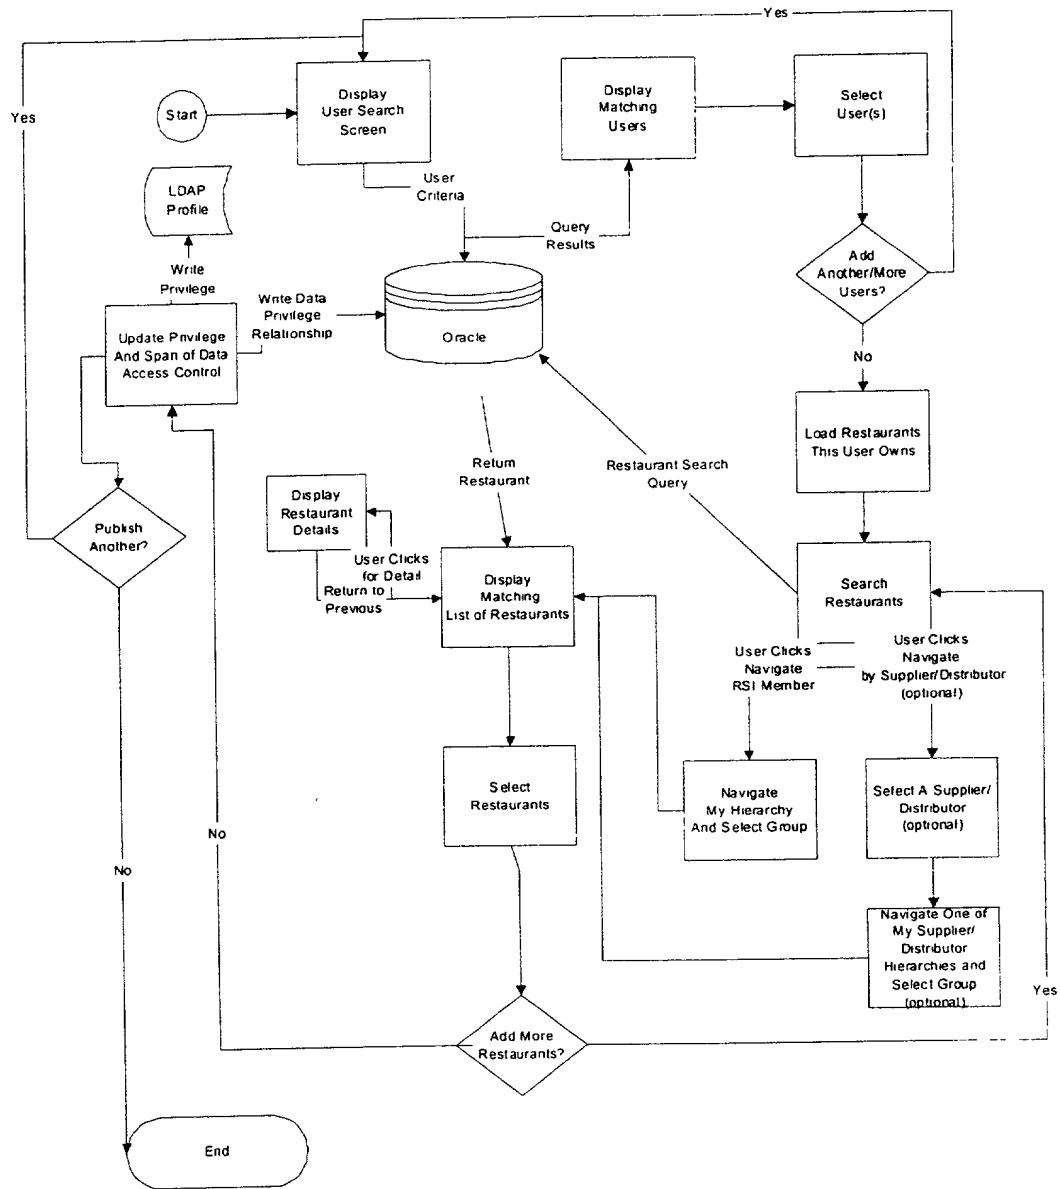 Yes
Yes
Start
Display
User Search
Screen
Display
Matching
Users
Select
User(s)
LDAP
Profile
User
Criteria
Query
Results
Add
Another/More
Users?
Write
Privilege
Write Data
Privilege
Relationship
Oracle
Update Privilege
And Span of Data
Access Control
No
Load Restaurants
This User Owns
Return
Restaurant
Restaurant Search
Query
Display
Restaurant
Details
Publish
Another?
User Clicks
for Detail
Return to
Previous
Display
Matching
List of Restaurants
Search
Restaurants
User Clicks
Navigate
RSI Member
User Clicks
Navigate
by Supplier/Distributor
(optional)
Select
Restaurants
Navigate
My Hierarchy
And Select Group
Select A Supplier/
Distributor
(optional)
No
No
Navigate One of
My Supplier/
Distributor
Hierarchies and
Select Group
(optional)
Yes
Add More
Restaurants?
End